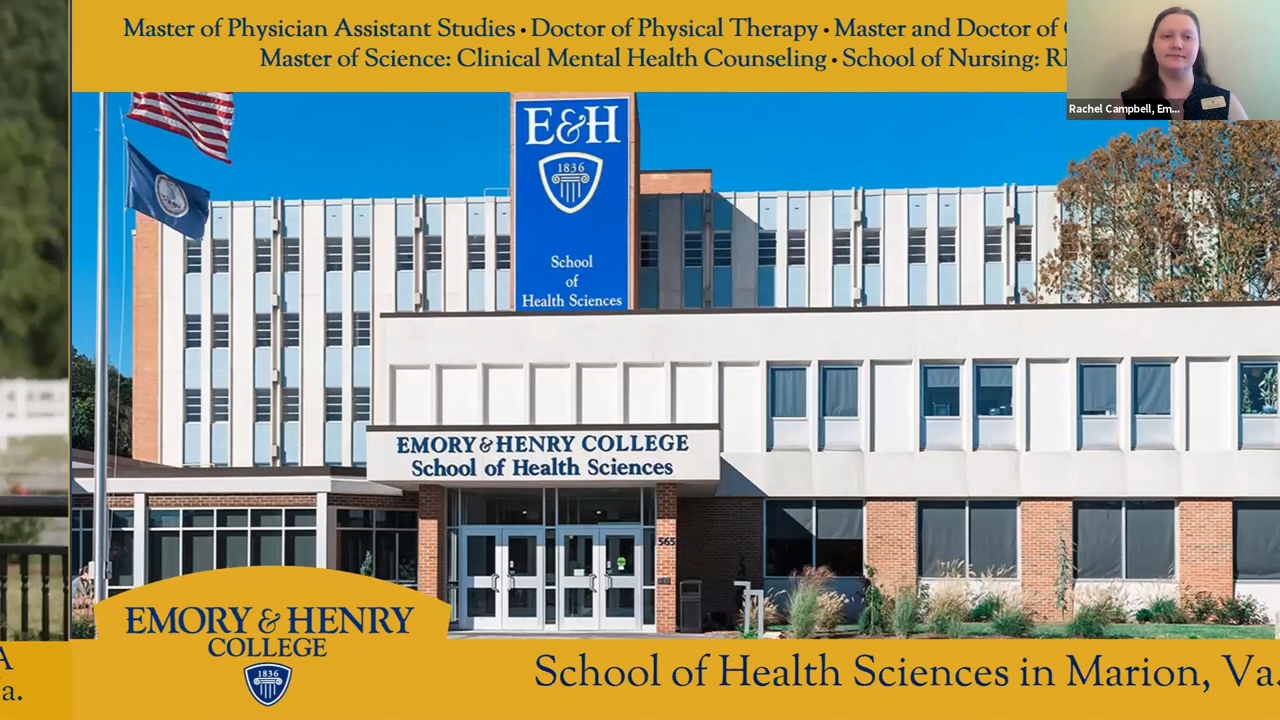 Master of Physician Assistant Studies • Doctor of Physical Therapy • Master and Doctor of
Master of Science: Clinical Mental Health Counseling • School of Nursing:
Rachel Campbell, Em...
E&H
1836
School
of
Health Sciences
EMORY & HENRY COLLEGE
School of Health Sciences
565
EMORY & HENRY
COLLEGE
1836
School of Health Sciences in Marion, Va.
A
a.